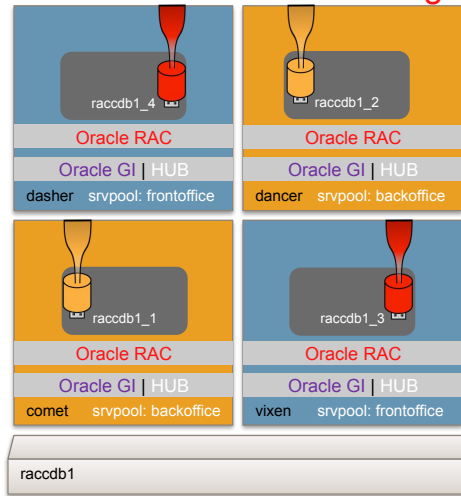 g
raccdb1_4
Oracle RAC
Oracle GI | HUB
dasher srvpool: frontoffice
raccdb1_2
Oracle RAC
Oracle GI | HUB
dancer srvpool: backoffice
raccdb1_1
Oracle RAC
Oracle GI | HUB
comet srvpool: backoffice
raccdb1_3
Oracle RAC
Oracle GI | HUB
vixen srvpool: frontoffice
raccdb1